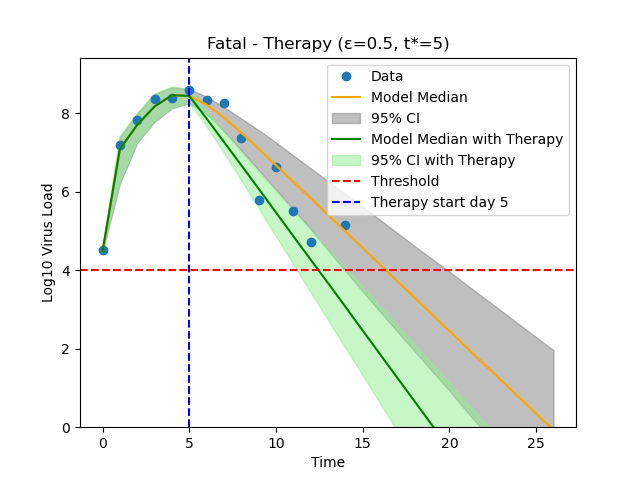 Fatal - Therapy (ε=0.5, t*=5)
Data
Model Median
95% CI
Model Median with Therapy
95% CI with Therapy
Threshold
Therapy start day 5
Log10 Virus Load
8
6
4
2
0
0 5 10 15 20 25
Time